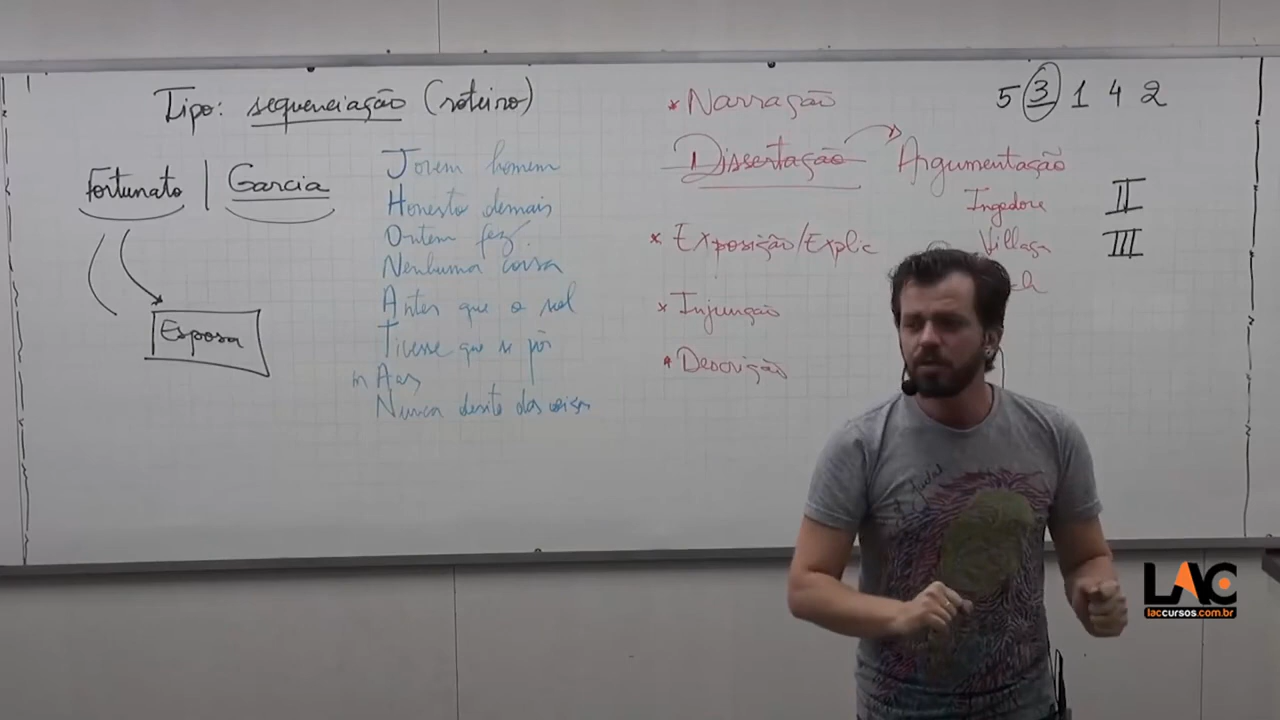 Tipo: sequenciação (roteiro)
Fortunato | Garcia
Esposa
Jovem homem
Honesto demais
Ontem fez
Nenhuma coisa
Antes que o sol
Tivesse que se pôr
Nunca desito das coisas
* Narração
Dissertação
Argumentação
Ingedore
Villaça
* Exposição/Explic
* Injunção
* Descrição
5 3 1 4 2
II
III
LAC
laccursos.com.br